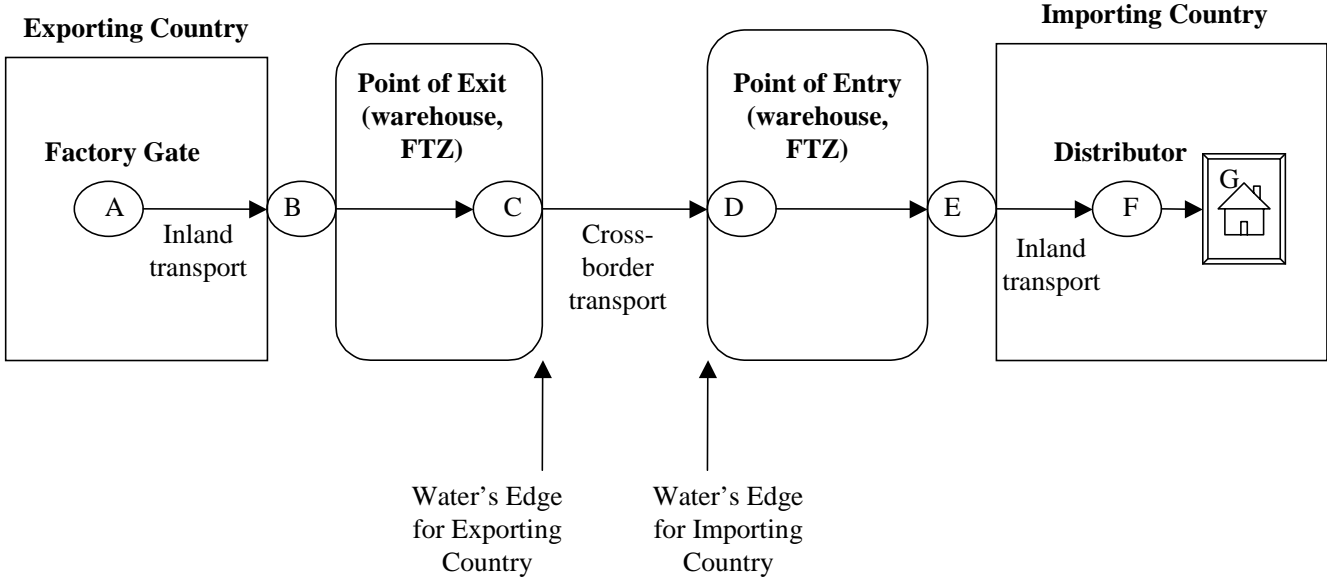 Exporting Country
Importing Country
Point of Exit
(warehouse,
FTZ)
Point of Entry
(warehouse,
FTZ)
Factory Gate
Distributor
A
B
C
D
E
F
G
Inland
transport
Cross-
border
transport
Inland
transport
Water’s Edge
for Exporting
Country
Water’s Edge
for Importing
Country